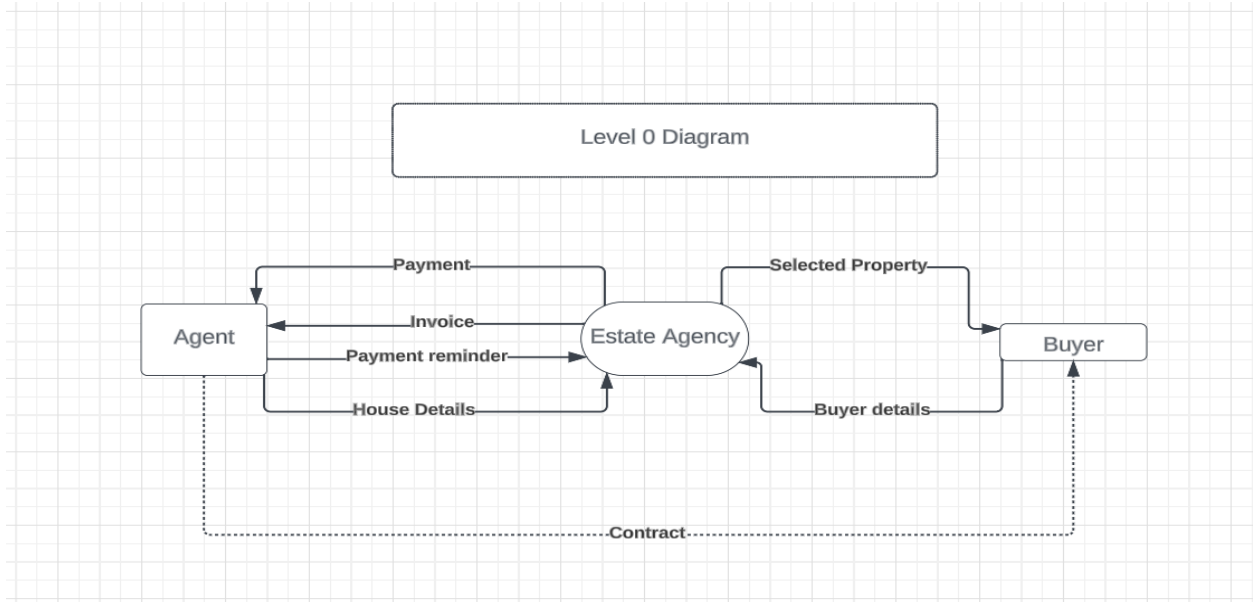 Level 0 Diagram
Payment
Selected Property
Invoice
Agent
Estate Agency
Buyer
Payment reminder
House Details
Buyer details
Contract